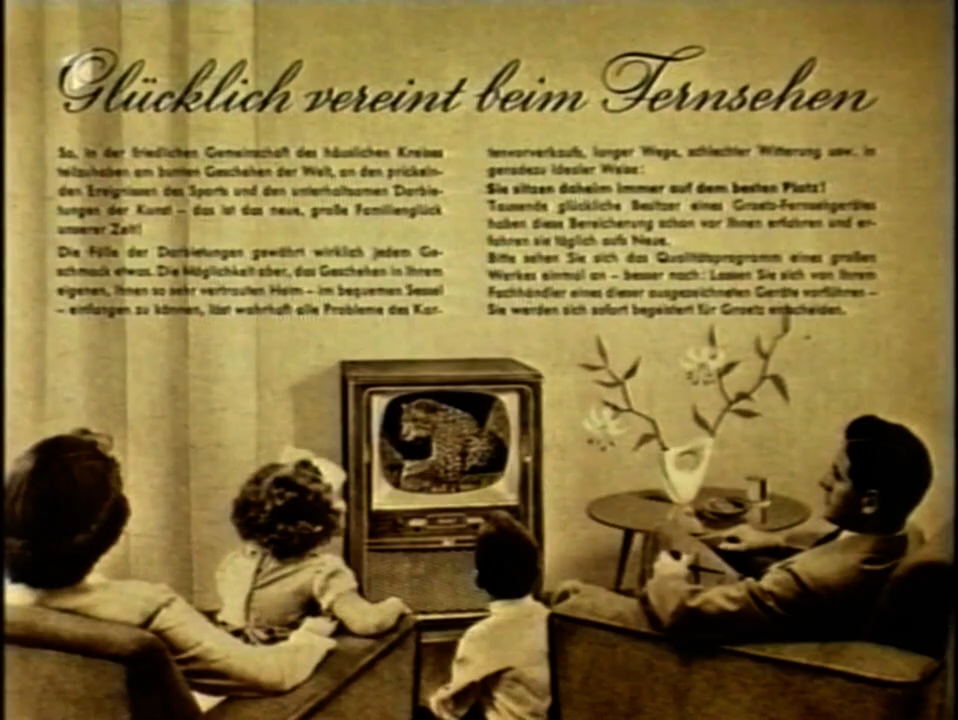 Glücklich vereint beim Fernsehen
So, in der friedlichen Gemeinschaft des häuslichen Kreises
teilzuhaben am bunten Geschehen der Welt, an den prickeln-
den Ereignissen des Sports und den unterhaltsamen Darbie-
tungen der Kunst – das ist das neue, große Familienglück
unserer Zeit!
Die Fülle der Darbietungen gewährt wirklich jedem Ge-
schmack etwas. Die Möglichkeit aber, das Geschehen in Ihrem
eigenen, Ihnen so sehr vertrauten Heim – im bequemen Sessel
– einfangen zu können, löst wahrhaft alle Probleme des Kar-
tenvorverkaufs, langer Wege, schlechter Witterung usw. in
geradezu idealer Weise:
Sie sitzen daheim immer auf dem besten Platz!
Tausende glückliche Besitzer eines Graetz-Fernsehgerätes
haben diese Bereicherung schon vor Ihnen erfahren und er-
fahren sie täglich aufs Neue.
Bitte sehen Sie sich das Qualitätsprogramm eines großen
Werkes einmal an – besser noch: Lassen Sie sich von Ihrem
Fachhändler eines dieser ausgezeichneten Geräte vorführen –
Sie werden sich sofort begeistert für Graetz entscheiden.